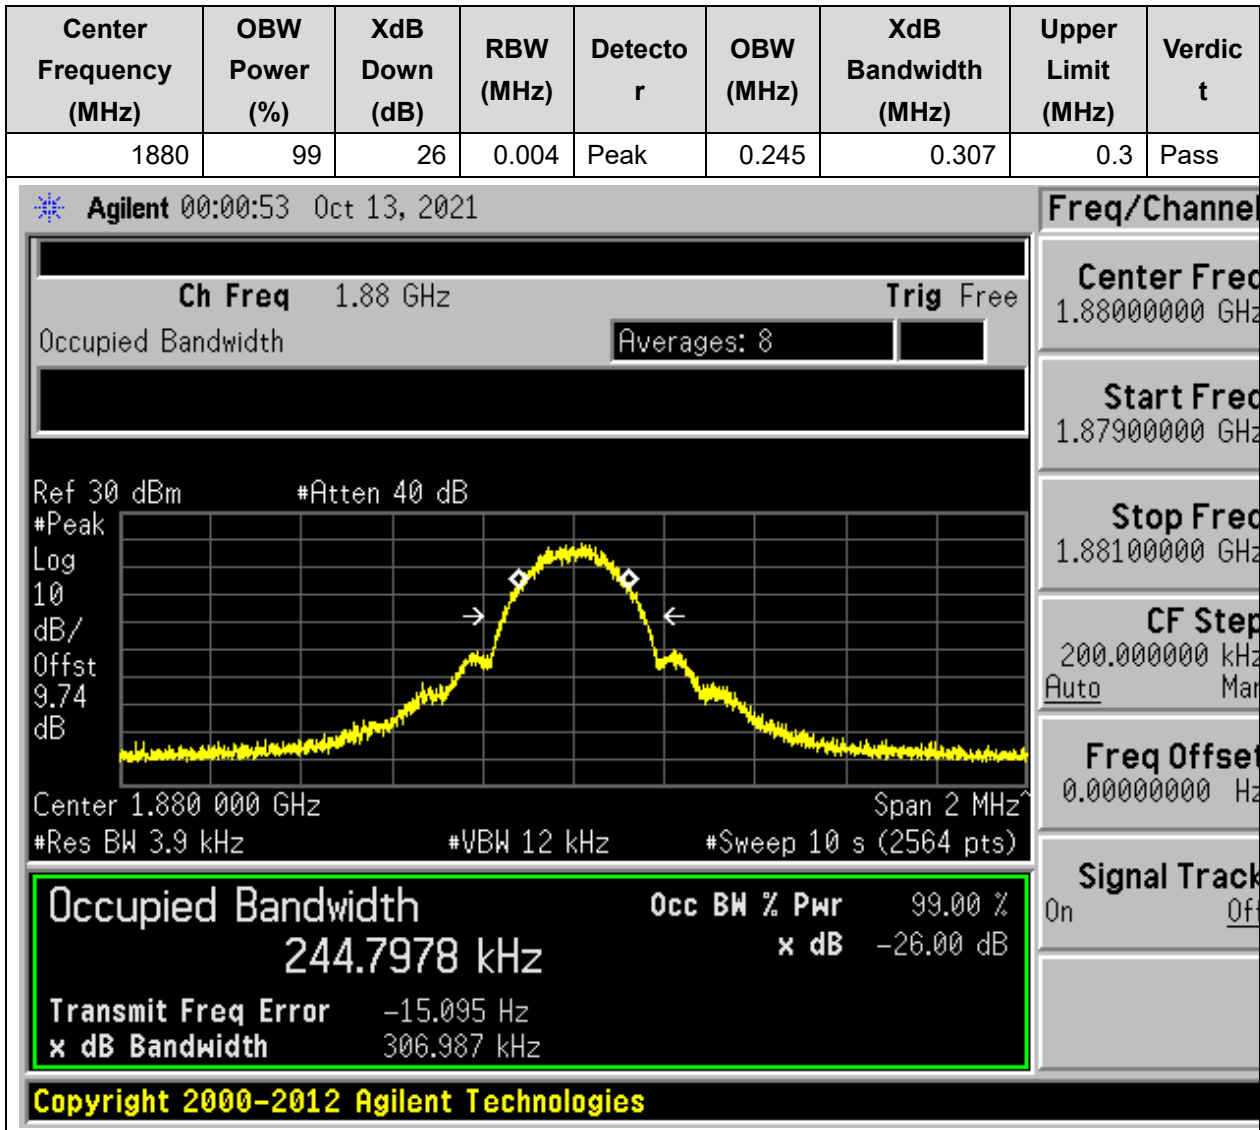 Center Frequency (MHz) OBW Power (%) XdB Down (dB) RBW (MHz) Detecto r OBW (MHz) XdB Bandwidth (MHz) Upper Limit (MHz) Verdic t
1880 99 26 0.004 Peak 0.245 0.307 0.3 Pass
Agilent 00:00:53 Oct 13, 2021 Freq/Channel
Ch Freq 1.88 GHz Trig Free
Occupied Bandwidth Averages: 8
Center Freq
1.88000000 GHz
Start Freq
1.87900000 GHz
Stop Freq
1.88100000 GHz
CF Step
200.000000 kHz
Auto Man
Freq Offset
0.00000000 Hz
Signal Track
On Off
Ref 30 dBm #Atten 40 dB
#Peak
Log
10
dB/
Offst
9.74
dB
Center 1.880 000 GHz Span 2 MHz^
#Res BW 3.9 kHz #VBW 12 kHz #Sweep 10 s (2564 pts)
Occupied Bandwidth Occ BW % Pwr 99.00 %
244.7978 kHz x dB -26.00 dB
Transmit Freq Error -15.095 Hz
x dB Bandwidth 306.987 kHz
Copyright 2000-2012 Agilent Technologies